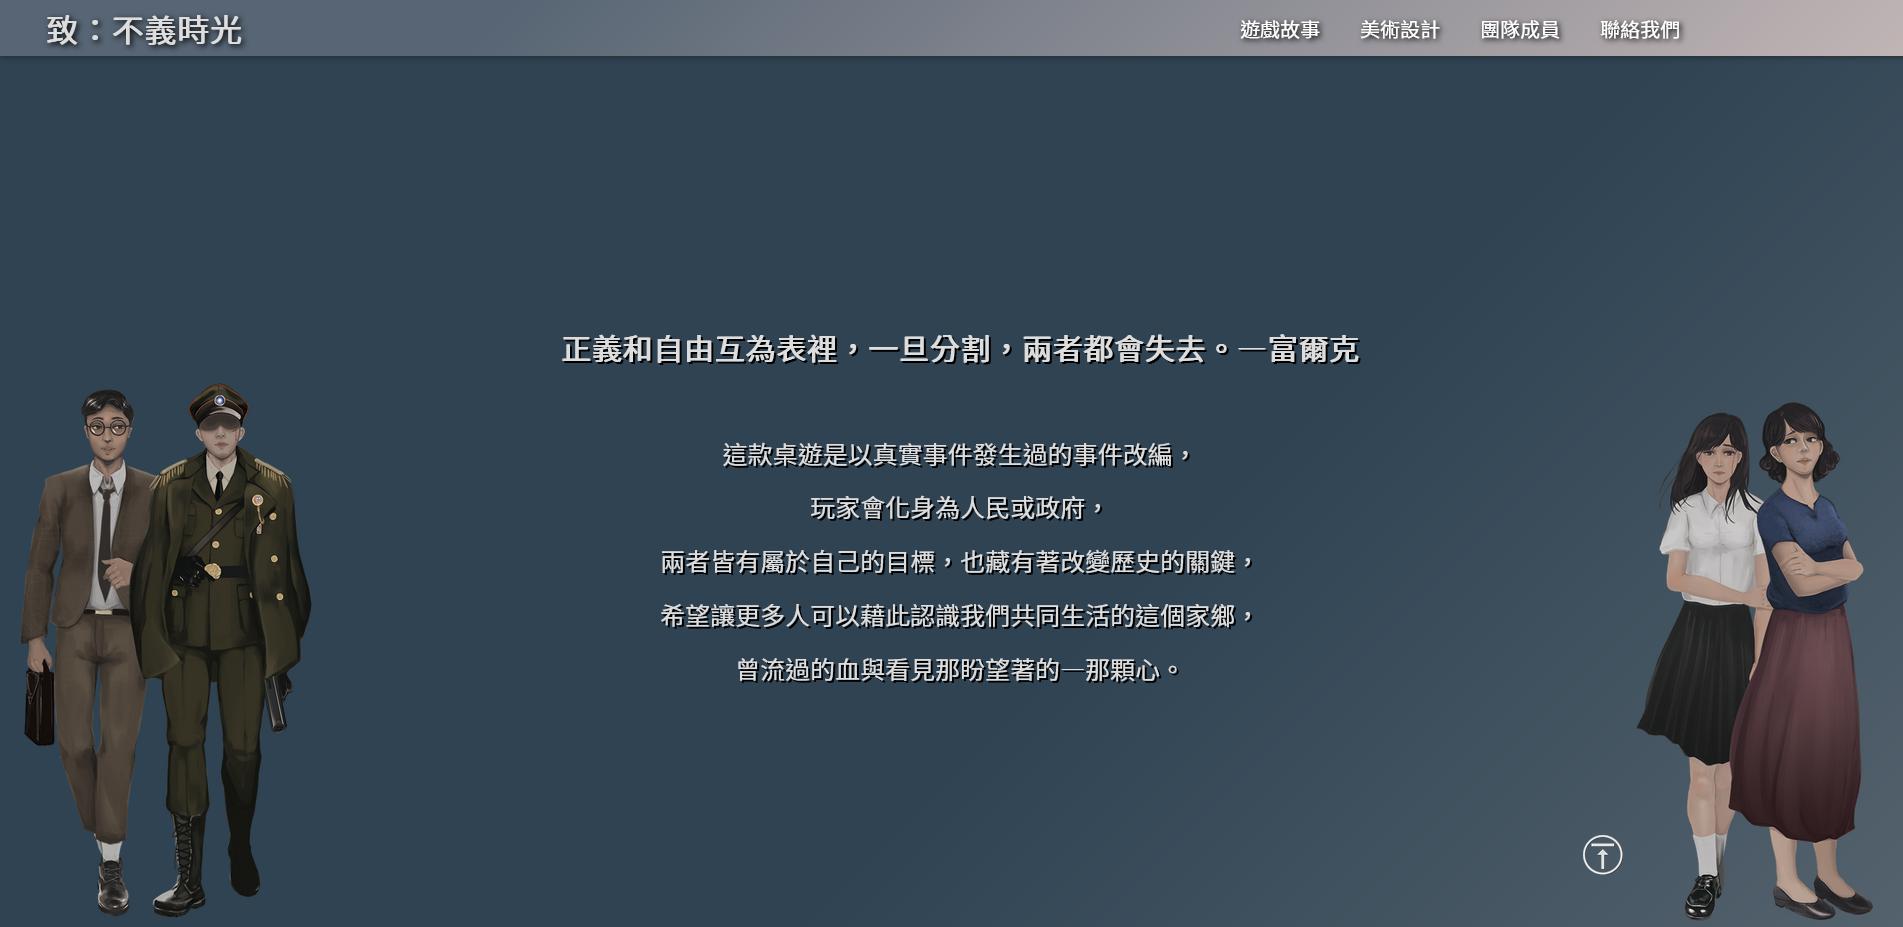 致：不義時光
遊戲故事
美術設計
團隊成員
聯絡我們
正義和自由互為表裡，一旦分割，兩者都會失去。—富爾克
這款桌遊是以真實事件發生過的事件改編，
玩家會化身為人民或政府，
兩者皆有屬於自己的目標，也藏有著改變歷史的關鍵，
希望讓更多人可以藉此認識我們共同生活的這個家鄉，
曾流過的血與看見那盼望著的一那顆心。